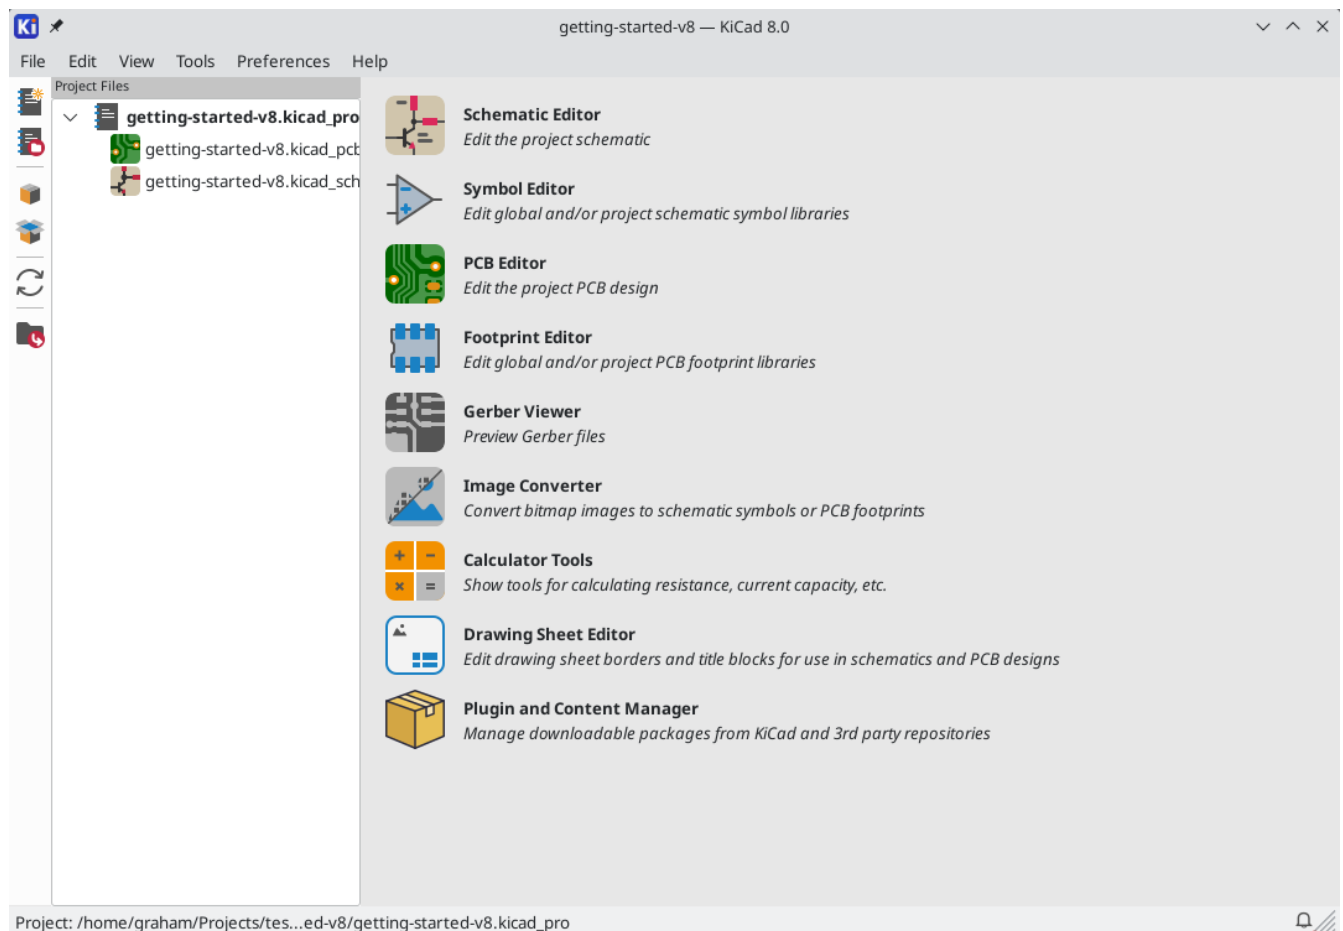 Ki
getting-started-v8 — KiCad 8.0
File Edit View Tools Preferences Help
Project Files
getting-started-v8.kicad_pro
getting-started-v8.kicad_pcb
getting-started-v8.kicad_sch
Schematic Editor
Edit the project schematic
Symbol Editor
Edit global and/or project schematic symbol libraries
PCB Editor
Edit the project PCB design
Footprint Editor
Edit global and/or project PCB footprint libraries
Gerber Viewer
Preview Gerber files
Image Converter
Convert bitmap images to schematic symbols or PCB footprints
Calculator Tools
Show tools for calculating resistance, current capacity, etc.
Drawing Sheet Editor
Edit drawing sheet borders and title blocks for use in schematics and PCB designs
Plugin and Content Manager
Manage downloadable packages from KiCad and 3rd party repositories
Project: /home/graham/Projects/tes...ed-v8/getting-started-v8.kicad_pro